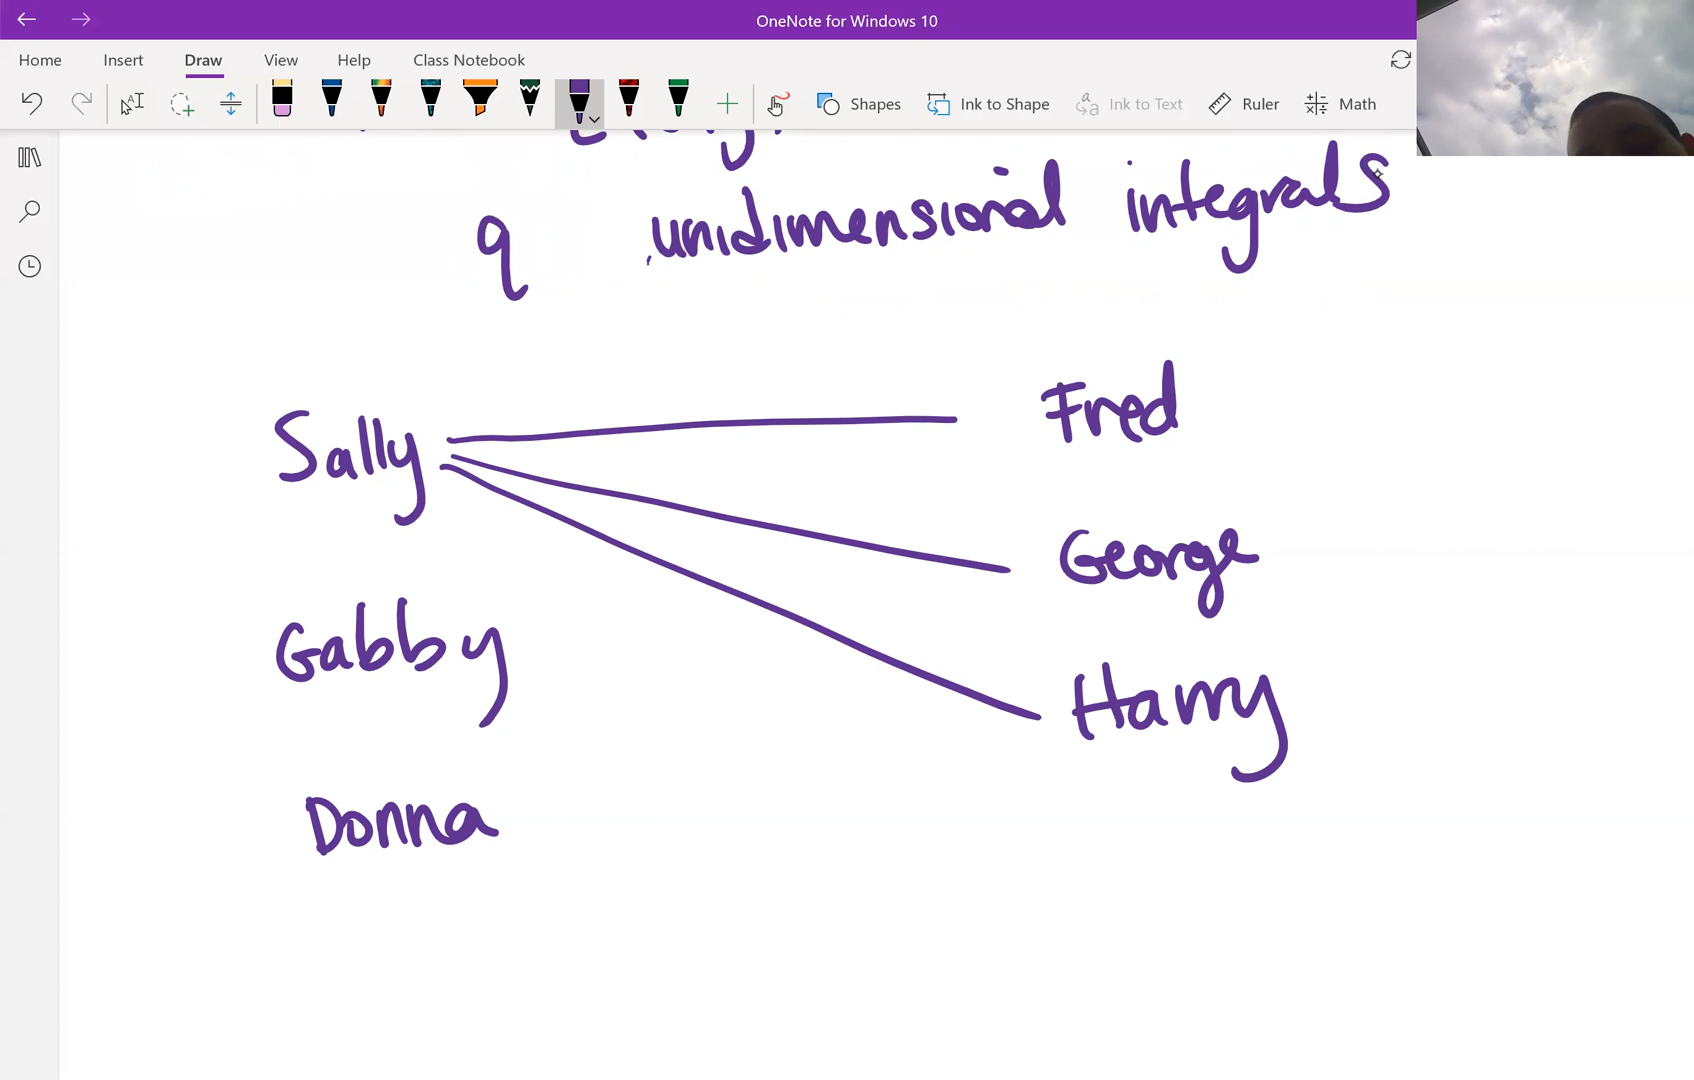 OneNote for Windows 10
Home Insert Draw View Help Class Notebook
Shapes Ink to Shape Ink to Text Ruler Math
q unidimensional integrals
Sally Fred
George
Gabby Harry
Donna